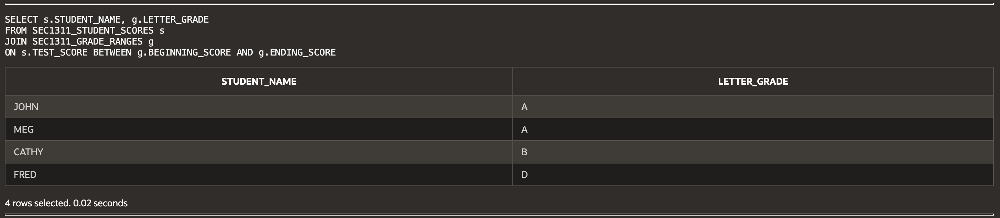 SELECT s.STUDENT_NAME, g.LETTER_GRADE
FROM SEC1311_STUDENT_SCORES s
JOIN SEC1311_GRADE_RANGES g
ON s.TEST_SCORE BETWEEN g.BEGINNING_SCORE AND g.ENDING_SCORE
STUDENT_NAME LETTER_GRADE
JOHN A
MEG A
CATHY B
FRED D
4 rows selected. 0.02 seconds